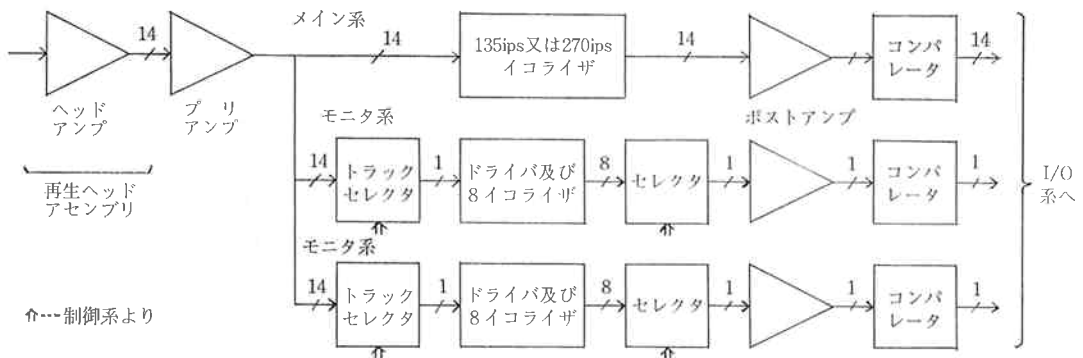 メイン系
14
14
135ips又は270ips
イコライザ
14
コンパ
レータ
14
ヘッド
アンプ
プリ
アンプ
モニタ系
ポストアンプ
再生ヘッド
アセンブリ
14
トラック
セレクタ
1
ドライバ及び
8イコライザ
8
セレクタ
1
1
コンパ
レータ
1
I/O
系へ
モニタ系
14
トラック
セレクタ
1
ドライバ及び
8イコライザ
8
セレクタ
1
1
コンパ
レータ
1
⇧…制御系より